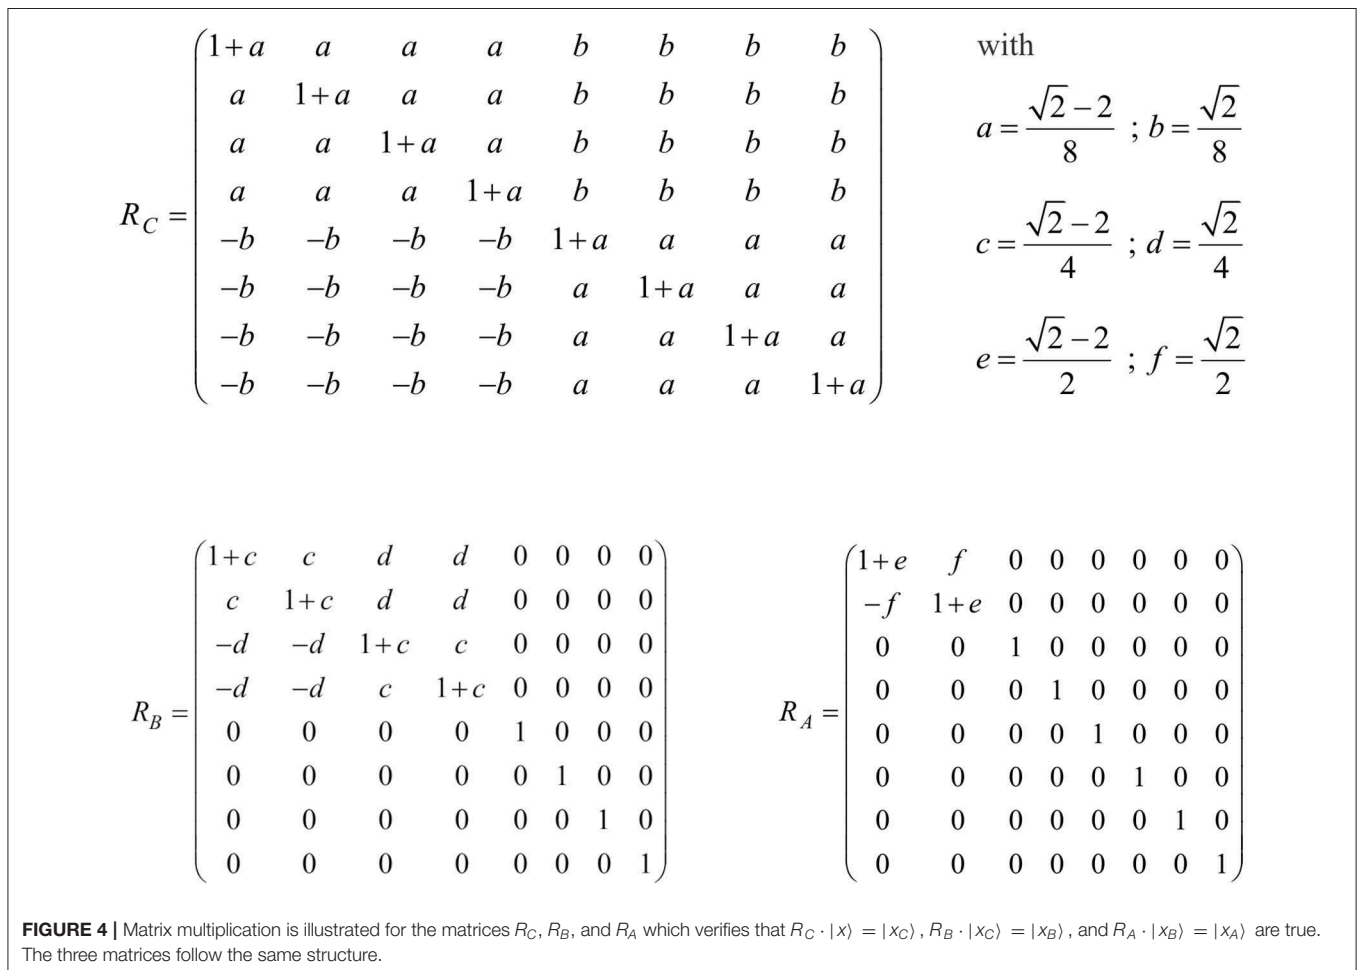 1+a a a a b b b b with
a 1+a a a b b b b
a = √2 − 2 / 8 ; b = √2 / 8
a a 1+a a b b b b
a a a 1+a b b b b
R_C =
−b −b −b −b 1+a a a a
c = √2 − 2 / 4 ; d = √2 / 4
−b −b −b −b a 1+a a a
−b −b −b −b a a 1+a a
e = √2 − 2 / 2 ; f = √2 / 2
−b −b −b −b a a a 1+a
1+c c d d 0 0 0 0
c 1+c d d 0 0 0 0
−d −d 1+c c 0 0 0 0
−d −d c 1+c 0 0 0 0
R_B =
0 0 0 0 1 0 0 0
0 0 0 0 0 1 0 0
0 0 0 0 0 0 1 0
0 0 0 0 0 0 0 1
1+e f 0 0 0 0 0 0
−f 1+e 0 0 0 0 0 0
0 0 1 0 0 0 0 0
0 0 0 1 0 0 0 0
R_A =
0 0 0 0 1 0 0 0
0 0 0 0 0 1 0 0
0 0 0 0 0 0 1 0
0 0 0 0 0 0 0 1
FIGURE 4 | Matrix multiplication is illustrated for the matrices R_C, R_B, and R_A which verifies that R_C · |x⟩ = |x_C⟩ , R_B · |x_C⟩ = |x_B⟩ , and R_A · |x_B⟩ = |x_A⟩ are true.
The three matrices follow the same structure.